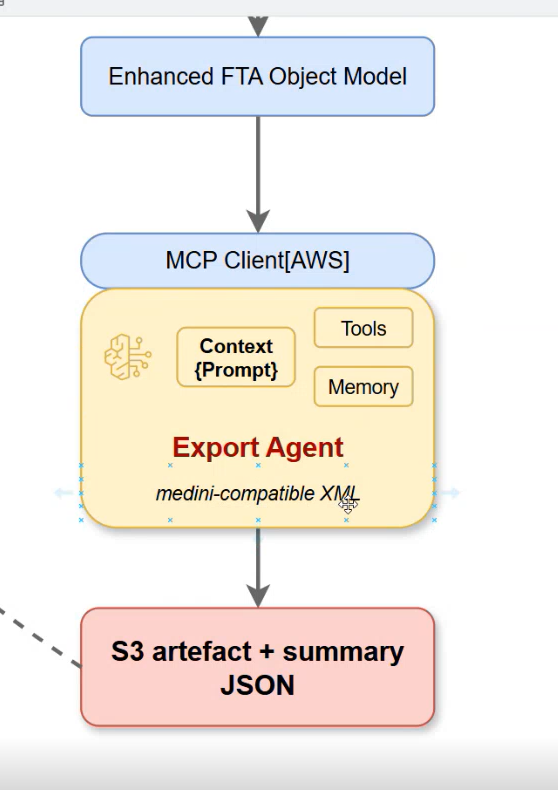 Enhanced FTA Object Model
MCP Client[AWS]
Tools
Context
{Prompt}
Memory
Export Agent
medini-compatible XML
S3 artefact + summary
JSON